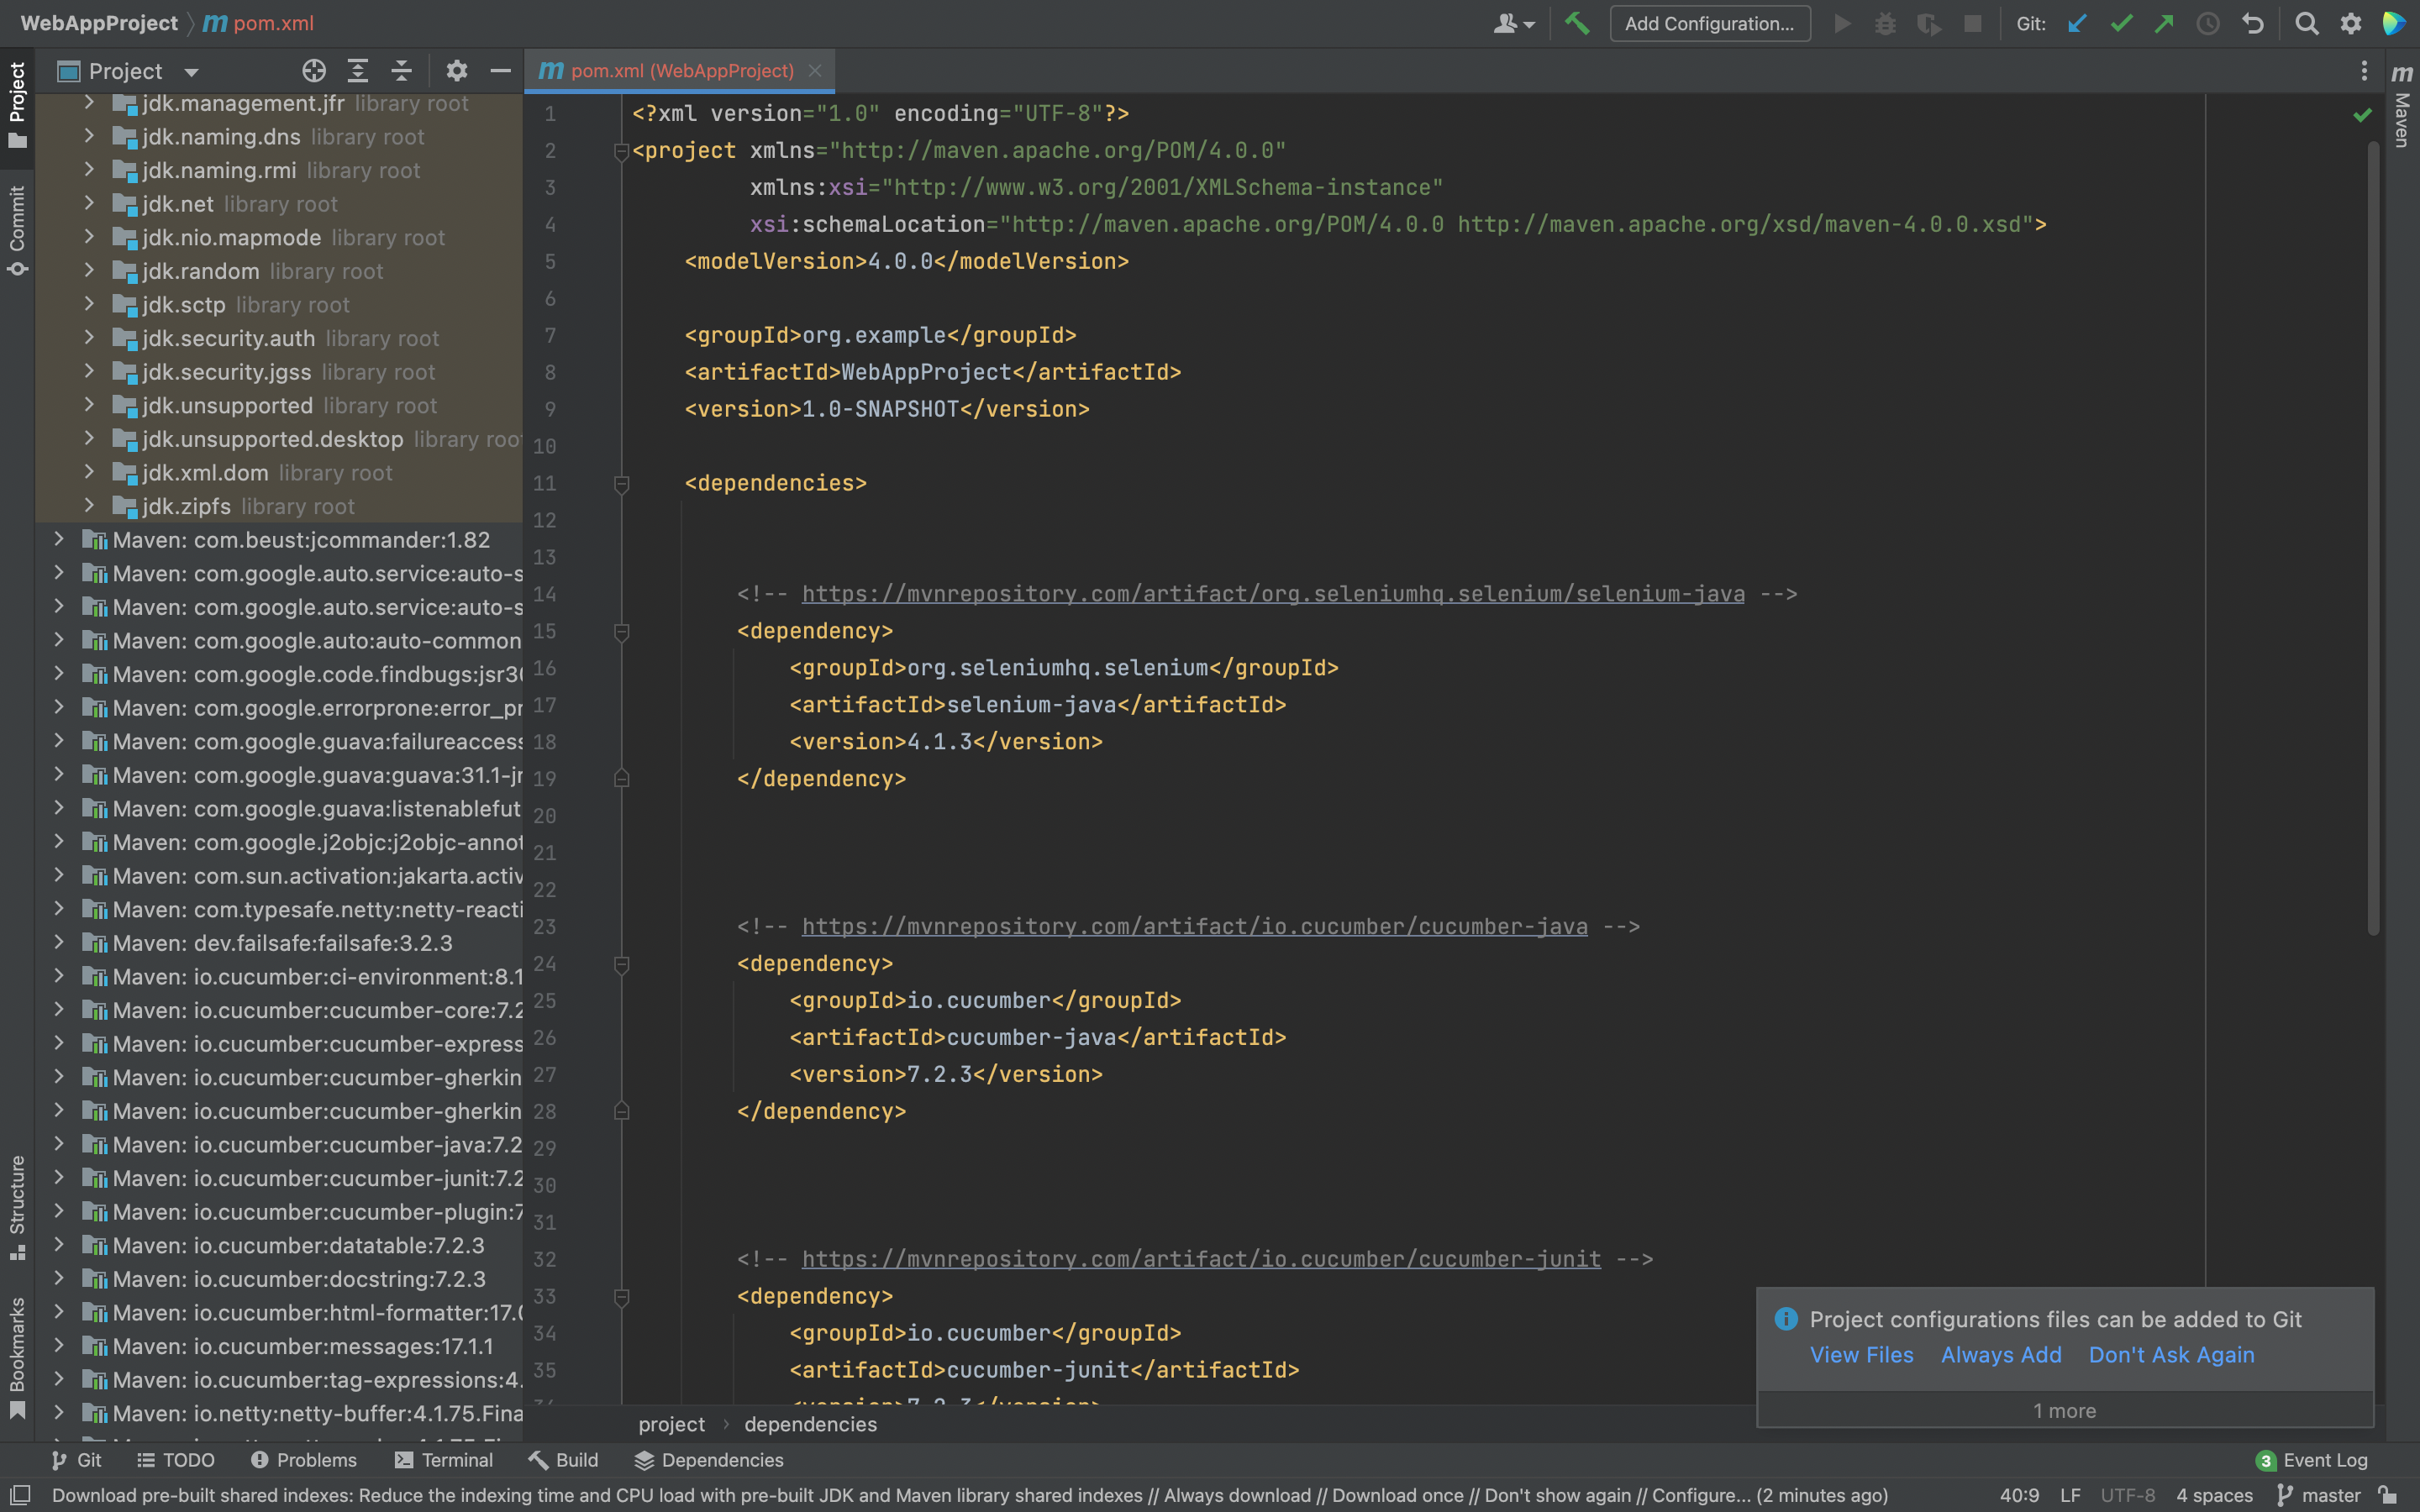 WebAppProject pom.xml
Add Configuration...
Git:
Project
pom.xml (WebAppProject)
Project
Commit
Structure
Bookmarks
Maven
jdk.management.jfr library root
jdk.naming.dns library root
jdk.naming.rmi library root
jdk.net library root
jdk.nio.mapmode library root
jdk.random library root
jdk.sctp library root
jdk.security.auth library root
jdk.security.jgss library root
jdk.unsupported library root
jdk.unsupported.desktop library roo
jdk.xml.dom library root
jdk.zipfs library root
Maven: com.beust:jcommander:1.82
Maven: com.google.auto.service:auto-s
Maven: com.google.auto.service:auto-s
Maven: com.google.auto:auto-common
Maven: com.google.code.findbugs:jsr30
Maven: com.google.errorprone:error_pr
Maven: com.google.guava:failureaccess
Maven: com.google.guava:guava:31.1-jr
Maven: com.google.guava:listenablefut
Maven: com.google.j2objc:j2objc-annot
Maven: com.sun.activation:jakarta.activ
Maven: com.typesafe.netty:netty-reacti
Maven: dev.failsafe:failsafe:3.2.3
Maven: io.cucumber:ci-environment:8.1
Maven: io.cucumber:cucumber-core:7.2
Maven: io.cucumber:cucumber-express
Maven: io.cucumber:cucumber-gherkin
Maven: io.cucumber:cucumber-gherkin
Maven: io.cucumber:cucumber-java:7.2
Maven: io.cucumber:cucumber-junit:7.2
Maven: io.cucumber:cucumber-plugin:7
Maven: io.cucumber:datatable:7.2.3
Maven: io.cucumber:docstring:7.2.3
Maven: io.cucumber:html-formatter:17.0
Maven: io.cucumber:messages:17.1.1
Maven: io.cucumber:tag-expressions:4.
Maven: io.netty:netty-buffer:4.1.75.Fina
1 <?xml version="1.0" encoding="UTF-8"?>
2 <project xmlns="http://maven.apache.org/POM/4.0.0"
3 xmlns:xsi="http://www.w3.org/2001/XMLSchema-instance"
4 xsi:schemaLocation="http://maven.apache.org/POM/4.0.0 http://maven.apache.org/xsd/maven-4.0.0.xsd">
5 <modelVersion>4.0.0</modelVersion>
6
7 <groupId>org.example</groupId>
8 <artifactId>WebAppProject</artifactId>
9 <version>1.0-SNAPSHOT</version>
10
11 <dependencies>
12
13
14 <!-- https://mvnrepository.com/artifact/org.seleniumhq.selenium/selenium-java -->
15 <dependency>
16 <groupId>org.seleniumhq.selenium</groupId>
17 <artifactId>selenium-java</artifactId>
18 <version>4.1.3</version>
19 </dependency>
20
21
22
23 <!-- https://mvnrepository.com/artifact/io.cucumber/cucumber-java -->
24 <dependency>
25 <groupId>io.cucumber</groupId>
26 <artifactId>cucumber-java</artifactId>
27 <version>7.2.3</version>
28 </dependency>
29
30
31
32 <!-- https://mvnrepository.com/artifact/io.cucumber/cucumber-junit -->
33 <dependency>
34 <groupId>io.cucumber</groupId>
35 <artifactId>cucumber-junit</artifactId>
Project configurations files can be added to Git
View Files Always Add Don't Ask Again
1 more
project dependencies
Git TODO Problems Terminal Build Dependencies
3 Event Log
Download pre-built shared indexes: Reduce the indexing time and CPU load with pre-built JDK and Maven library shared indexes // Always download // Download once // Don't show again // Configure... (2 minutes ago)
40:9 LF UTF-8 4 spaces master